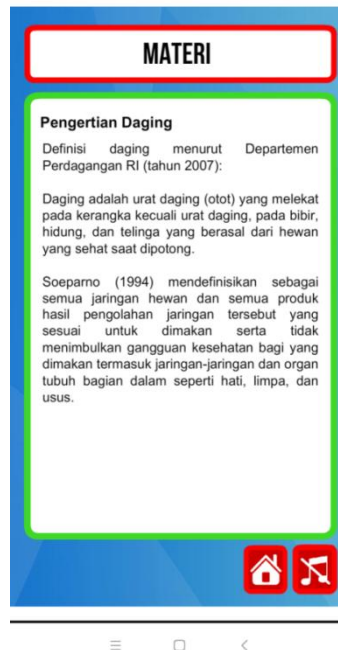 MATERI
Pengertian Daging
Definisi daging menurut Departemen
Perdagangan RI (tahun 2007):
Daging adalah urat daging (otot) yang melekat
pada kerangka kecuali urat daging, pada bibir,
hidung, dan telinga yang berasal dari hewan
yang sehat saat dipotong.
Soeparno (1994) mendefinisikan sebagai
semua jaringan hewan dan semua produk
hasil pengolahan jaringan tersebut yang
sesuai untuk dimakan serta tidak
menimbulkan gangguan kesehatan bagi yang
dimakan termasuk jaringan-jaringan dan organ
tubuh bagian dalam seperti hati, limpa, dan
usus.